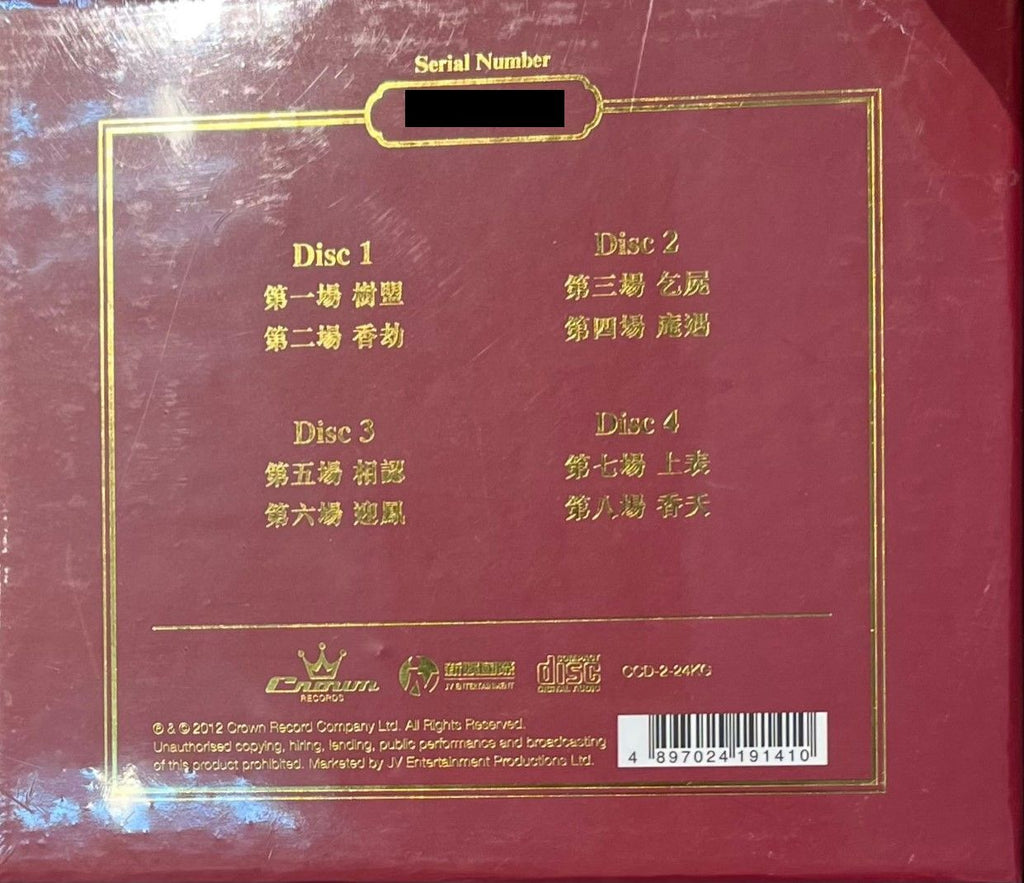 Serial Number
Disc 1
第一場 樹盟
第二場 香劫
Disc 2
第三場 乞屍
第四場 庵遇
Disc 3
第五場 相認
第六場 迎鳳
Disc 4
第七場 上表
第八場 香夭
Crown
RECORDS
JV ENTERTAINMENT
COMPACT
disc
DIGITAL AUDIO
CCD-2-24KG
℗ & © 2012 Crown Record Company Ltd. All Rights Reserved.
Unauthorised copying, hiring, lending, public performance and broadcasting
of this product prohibited. Marketed by JV Entertainment Productions Ltd.
4 897024 191410